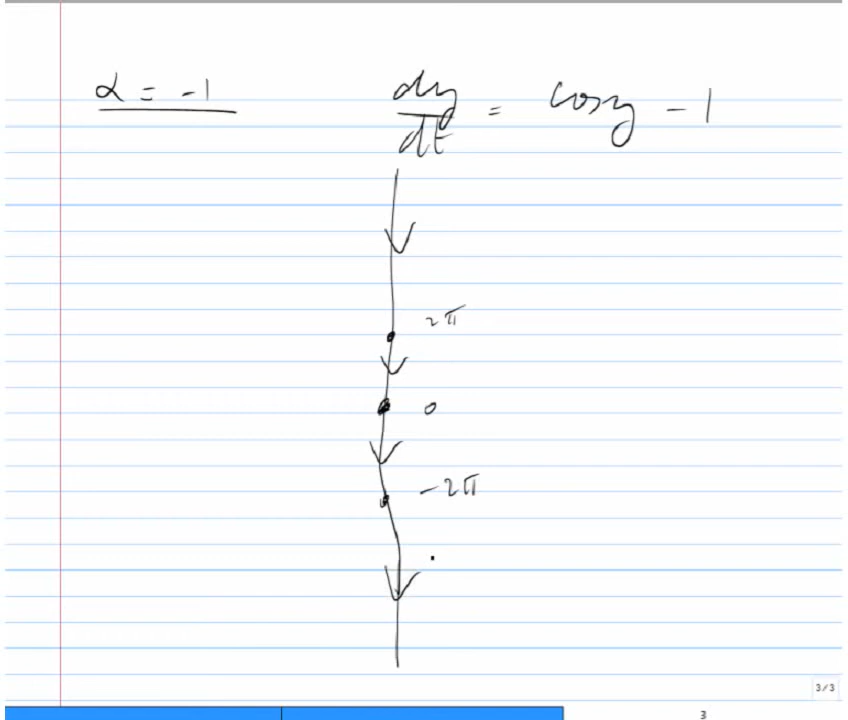 α = -1
dy/dt = cos y - 1
2π
0
-2π
3/3
3